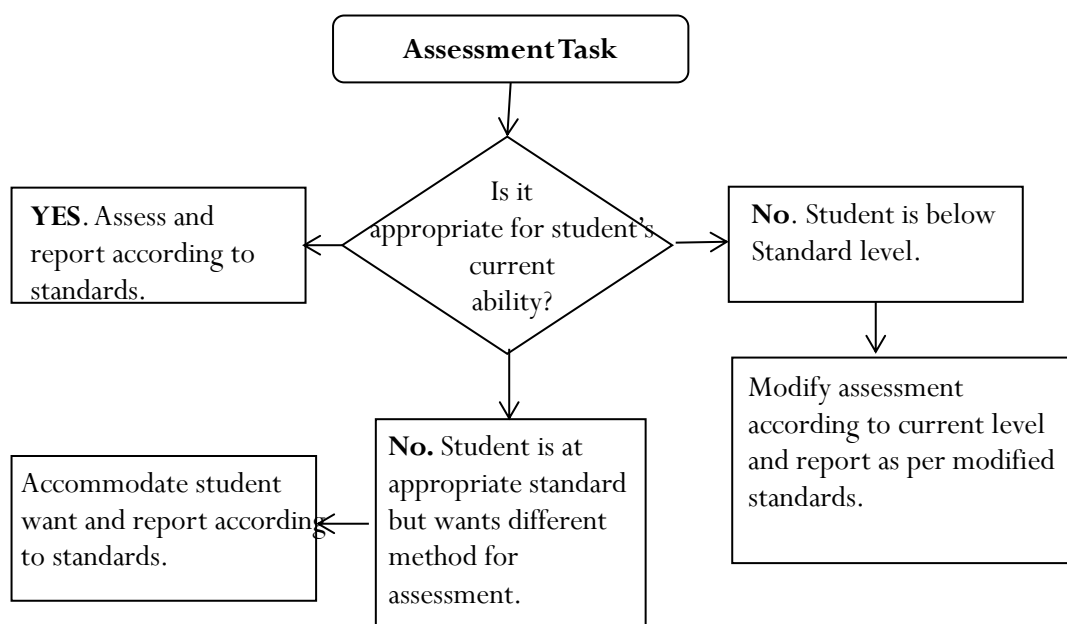 Assessment Task
Is it
appropriate for student's
current
ability?
YES. Assess and
report according to
standards.
No. Student is below
Standard level.
Modify assessment
according to current level
and report as per modified
standards.
No. Student is at
appropriate standard
but wants different
method for
assessment.
Accommodate student
want and report according
to standards.